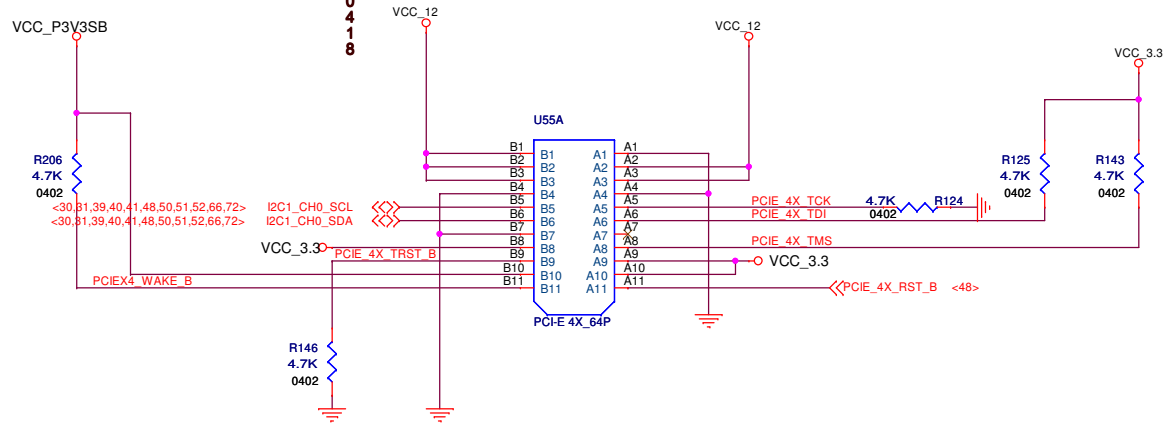 0
4
1
8
VCC_P3V3SB
VCC_12
VCC_12
VCC_3.3
U55A
R206
4.7K
0402
R125
4.7K
0402
R143
4.7K
0402
B1 B1 A1 A1
B2 B2 A2 A2
B3 B3 A3 A3
B4 B4 A4 A4
B5 B5 A5 A5
B6 B6 A6 A6
B7 B7 A7 A7
B8 B8 A8 A8
B9 B9 A9 A9
B10 B10 A10 A10
B11 B11 A11 A11
<30,31,39,40,41,48,50,51,52,66,72> I2C1_CH0_SCL
<30,31,39,40,41,48,50,51,52,66,72> I2C1_CH0_SDA
PCIE_4X_TCK
4.7K
R124
0402
PCIE_4X_TDI
VCC_3.3
PCIE_4X_TRST_B
PCIE_4X_TMS
VCC_3.3
PCIEX4_WAKE_B
PCIE_4X_RST_B <48>
PCI-E 4X_64P
R146
4.7K
0402